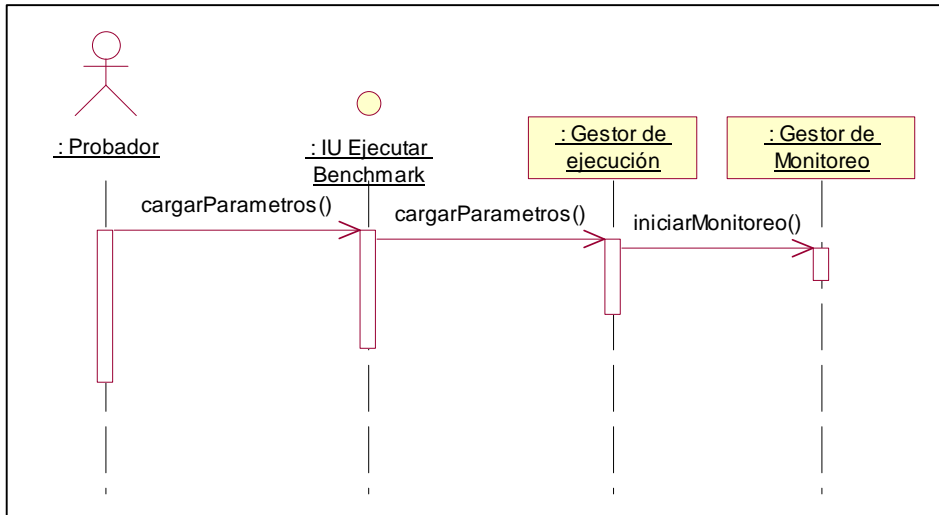 : Probador
: IU Ejecutar
Benchmark
: Gestor de
ejecución
: Gestor de
Monitoreo
cargarParametros()
cargarParametros()
iniciarMonitoreo()